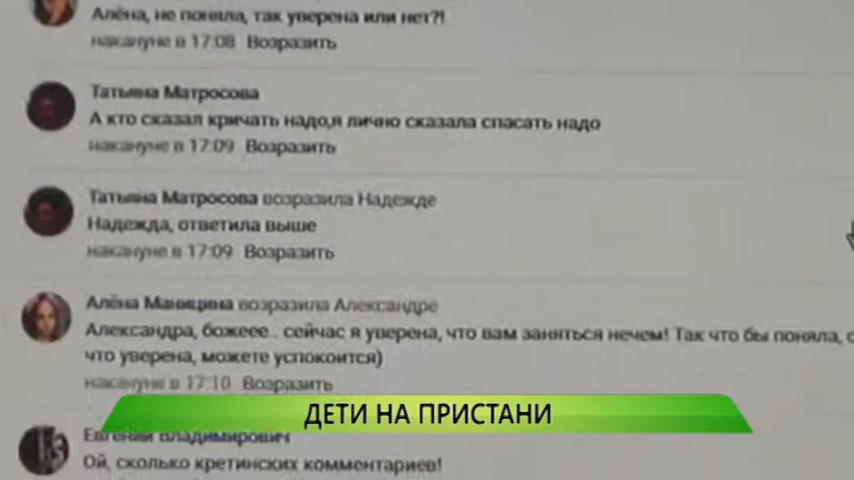 Алёна, не поняла, так уверена или нет?!
накануне в 17:08 Возразить
Татьяна Матросова
А кто сказал кричать надо,я лично сказала спасать надо
накануне в 17:09 Возразить
Татьяна Матросова возразила Надежде
Надежда, ответила выше
накануне в 17:09 Возразить
Алёна Маницина возразила Александре
Александра, божеее.. сейчас я уверена, что вам заняться нечем! Так что бы поняла,
что уверена, можете успокоится)
накануне в 17:10 Возразить
ДЕТИ НА ПРИСТАНИ
Евгений Владимирович
Ой, сколько кретинских комментариев!